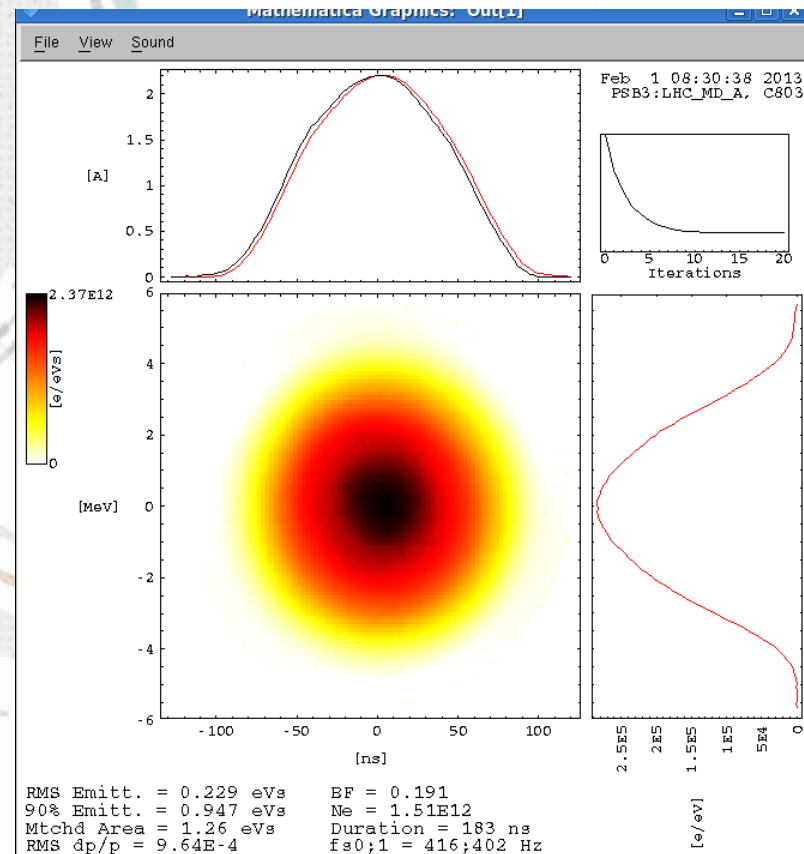 Mathematica Graphics: Out[1]
File View Sound
Feb 1 08:30:38 2013
PSB3:LHC_MD_A, C803
2
1.5
[A]
1
0.5
0
0 5 10 15 20
Iterations
2.37E12
[e/eVs]
0
6
4
2
[MeV]
0
-2
-4
-6
-100 -50 0 50 100
[ns]
2.5E5
2E5
1.5E5
1E5
5E4
0
[e/eV]
RMS Emitt. = 0.229 eVs BF = 0.191
90% Emitt. = 0.947 eVs Ne = 1.51E12
Mtchd Area = 1.26 eVs Duration = 183 ns
RMS dp/p = 9.64E-4 fs0;1 = 416;402 Hz